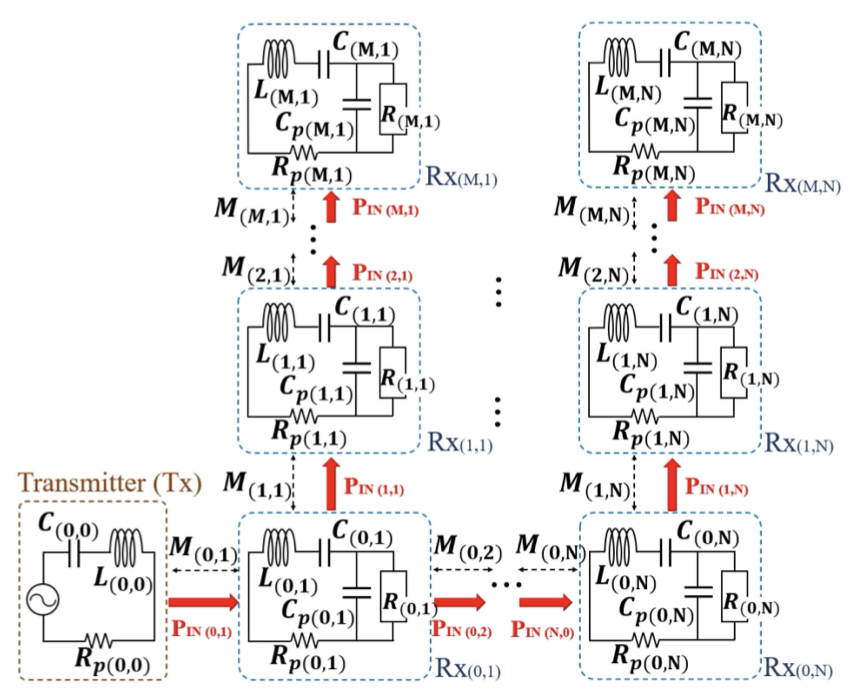 C(M,1)
L(M,1)
Cp(M,1)
R(M,1)
Rp(M,1)
Rx(M,1)
C(M,N)
L(M,N)
Cp(M,N)
R(M,N)
Rp(M,N)
Rx(M,N)
M(M,1)
PIN (M,1)
M(M,N)
PIN (M,N)
M(2,1)
PIN (2,1)
M(2,N)
PIN (2,N)
C(1,1)
L(1,1)
Cp(1,1)
R(1,1)
Rp(1,1)
Rx(1,1)
C(1,N)
L(1,N)
Cp(1,N)
R(1,N)
Rp(1,N)
Rx(1,N)
M(1,1)
PIN (1,1)
M(1,N)
PIN (1,N)
Transmitter (Tx)
C(0,0)
L(0,0)
Rp(0,0)
M(0,1)
PIN (0,1)
C(0,1)
L(0,1)
Cp(0,1)
R(0,1)
Rp(0,1)
Rx(0,1)
M(0,2)
PIN (0,2)
M(0,N)
PIN (N,0)
C(0,N)
L(0,N)
Cp(0,N)
R(0,N)
Rp(0,N)
Rx(0,N)